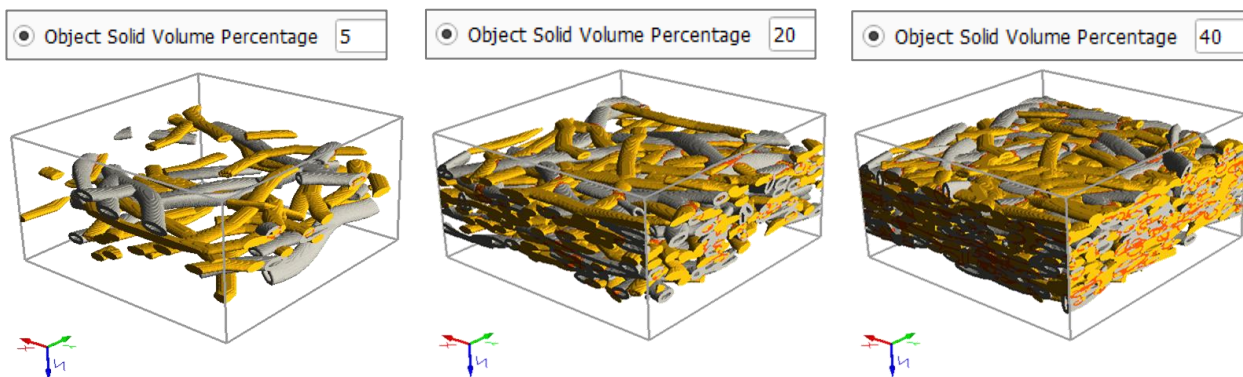 Object Solid Volume Percentage 5
Object Solid Volume Percentage 20
Object Solid Volume Percentage 40